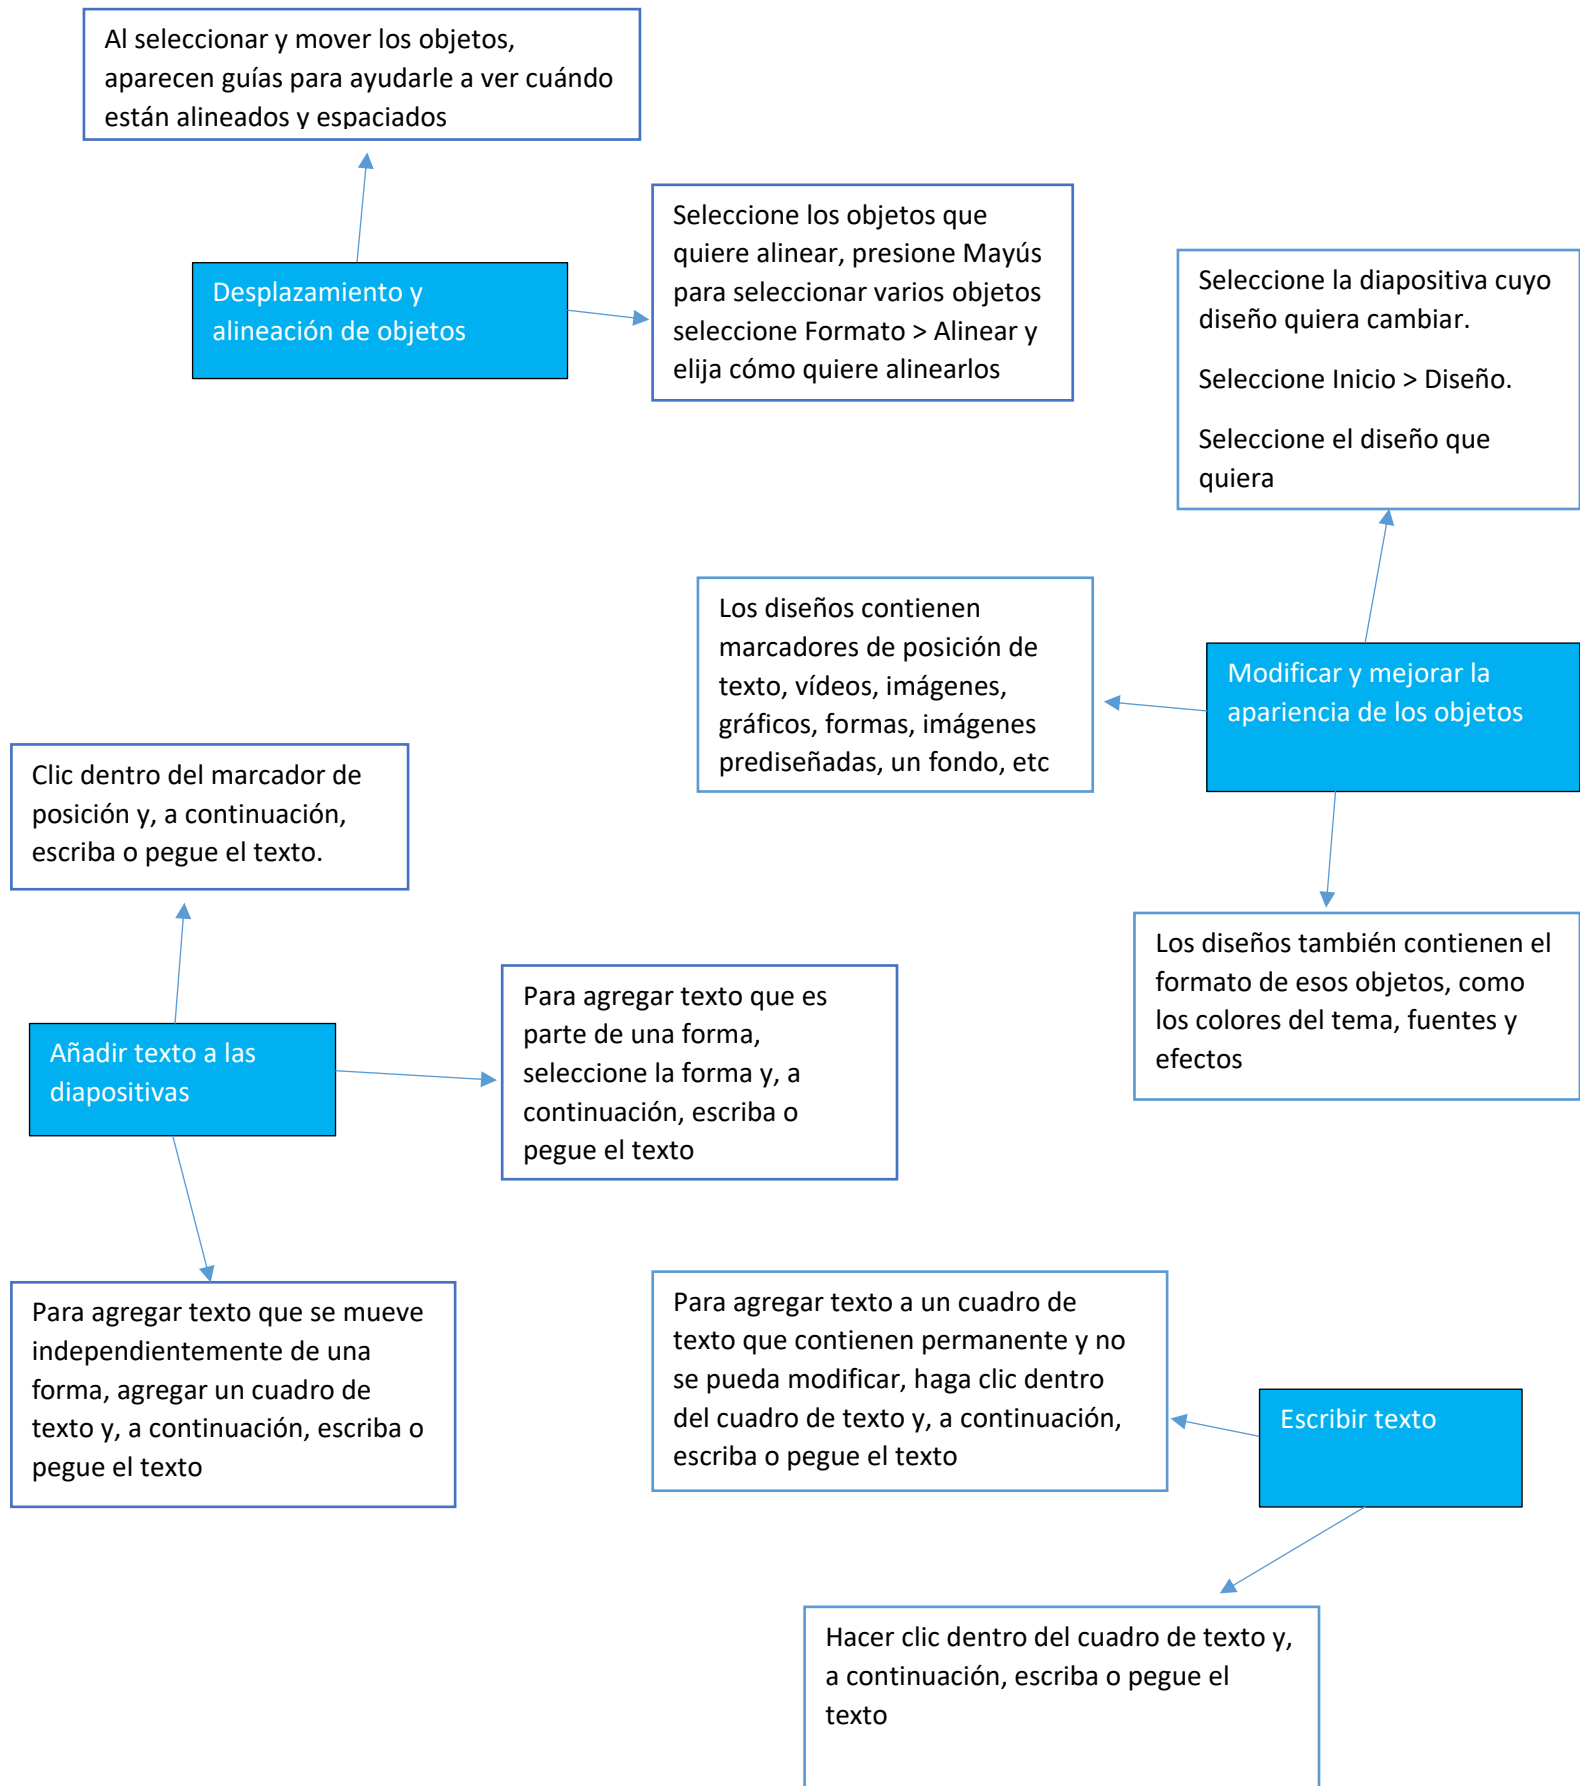 Al seleccionar y mover los objetos,
aparecen guías para ayudarle a ver cuándo
están alineados y espaciados
Desplazamiento y
alineación de objetos
Seleccione los objetos que
quiere alinear, presione Mayús
para seleccionar varios objetos
seleccione Formato > Alinear y
elija cómo quiere alinearlos
Seleccione la diapositiva cuyo
diseño quiera cambiar.
Seleccione Inicio > Diseño.
Seleccione el diseño que
quiera
Los diseños contienen
marcadores de posición de
texto, vídeos, imágenes,
gráficos, formas, imágenes
prediseñadas, un fondo, etc
Modificar y mejorar la
apariencia de los objetos
Clic dentro del marcador de
posición y, a continuación,
escriba o pegue el texto.
Los diseños también contienen el
formato de esos objetos, como
los colores del tema, fuentes y
efectos
Añadir texto a las
diapositivas
Para agregar texto que es
parte de una forma,
seleccione la forma y, a
continuación, escriba o
pegue el texto
Para agregar texto que se mueve
independientemente de una
forma, agregar un cuadro de
texto y, a continuación, escriba o
pegue el texto
Para agregar texto a un cuadro de
texto que contienen permanente y no
se pueda modificar, haga clic dentro
del cuadro de texto y, a continuación,
escriba o pegue el texto
Escribir texto
Hacer clic dentro del cuadro de texto y,
a continuación, escriba o pegue el
texto